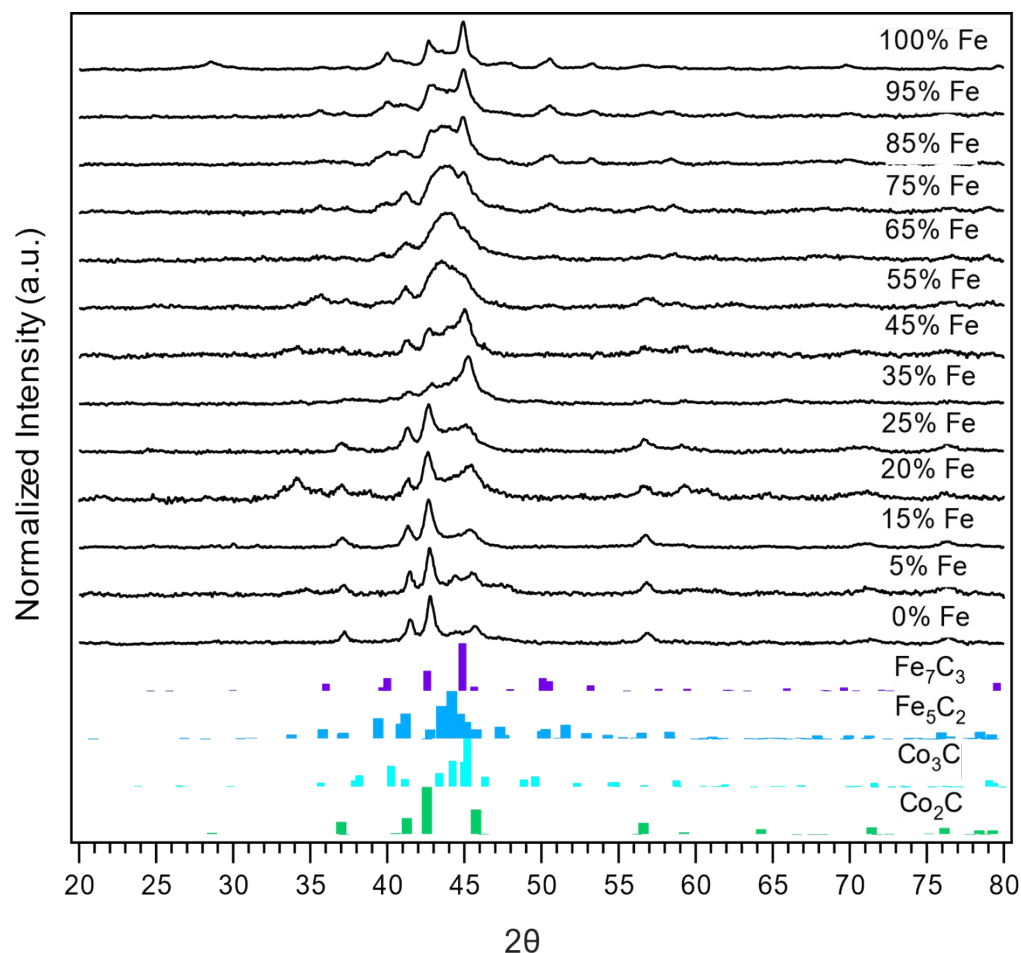 100% Fe
95% Fe
85% Fe
75% Fe
65% Fe
55% Fe
45% Fe
35% Fe
25% Fe
20% Fe
15% Fe
5% Fe
0% Fe
Fe₇C₃
Fe₅C₂
Co₃C
Co₂C
Normalized Intensity (a.u.)
20 25 30 35 40 45 50 55 60 65 70 75 80
2θ